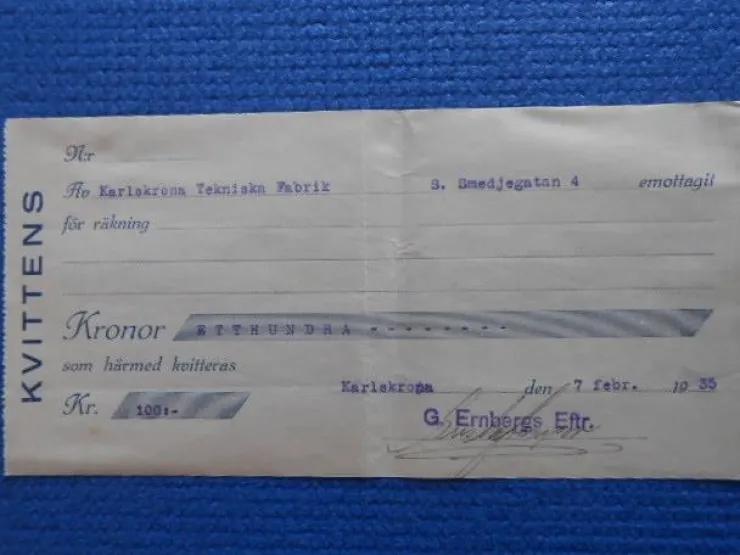 KVITTENS
N:r
Av Karlskrona Tekniska Fabrik S. Smedjegatan 4 emottagit
för räkning
Kronor ETTHUNDRA - - - - - - - -
som härmed kvitteras
Karlskrona den 7 febr. 1935
Kr. 100:-
G. Ernbergs Eftr.